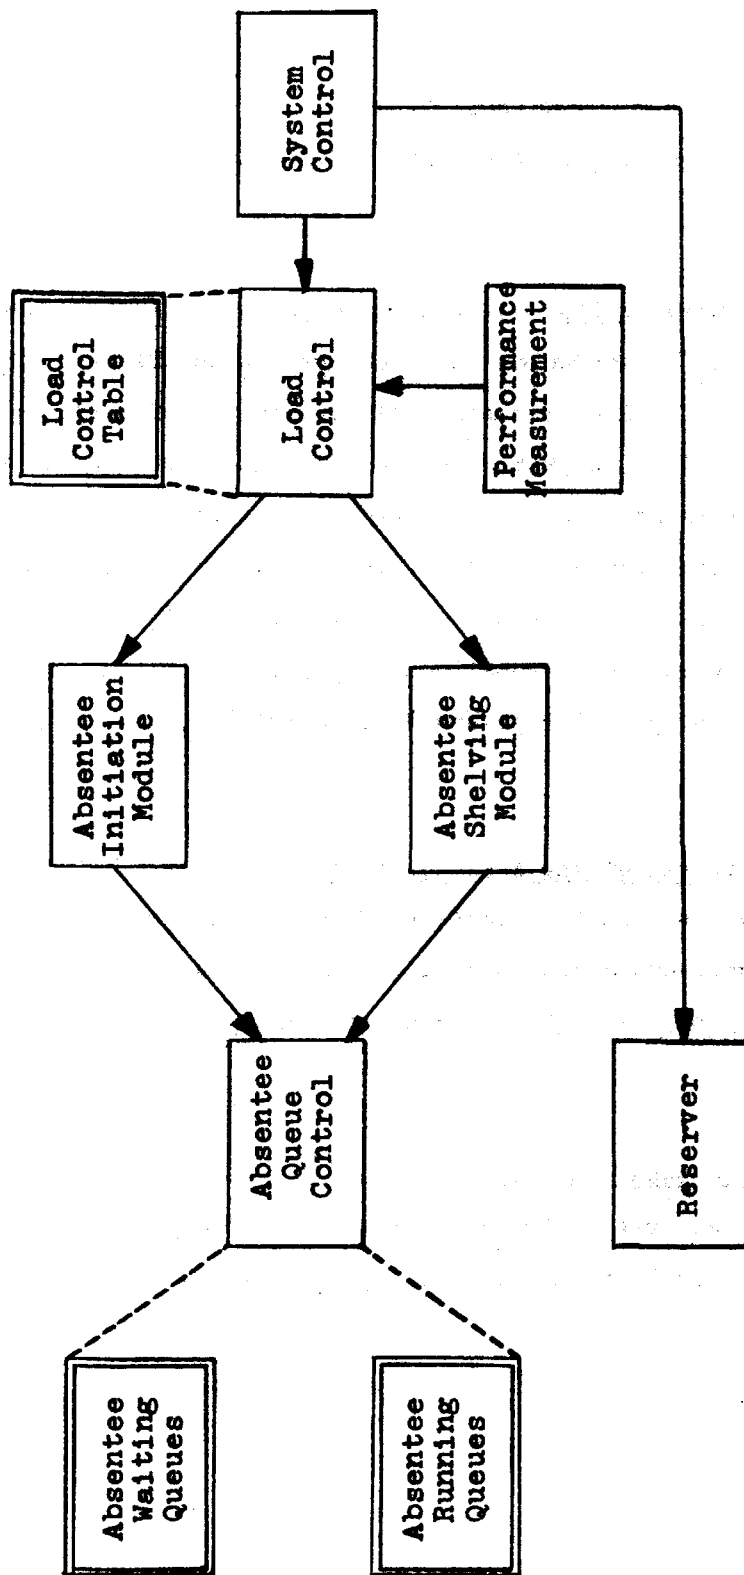 Absentee
Waiting
Queues
Absentee
Initiation
Module
Load
Control
Table
Absentee
Queue
Control
Load
Control
System
Control
Absentee
Running
Queues
Absentee
Shelving
Module
Performance
Measurement
Reserver